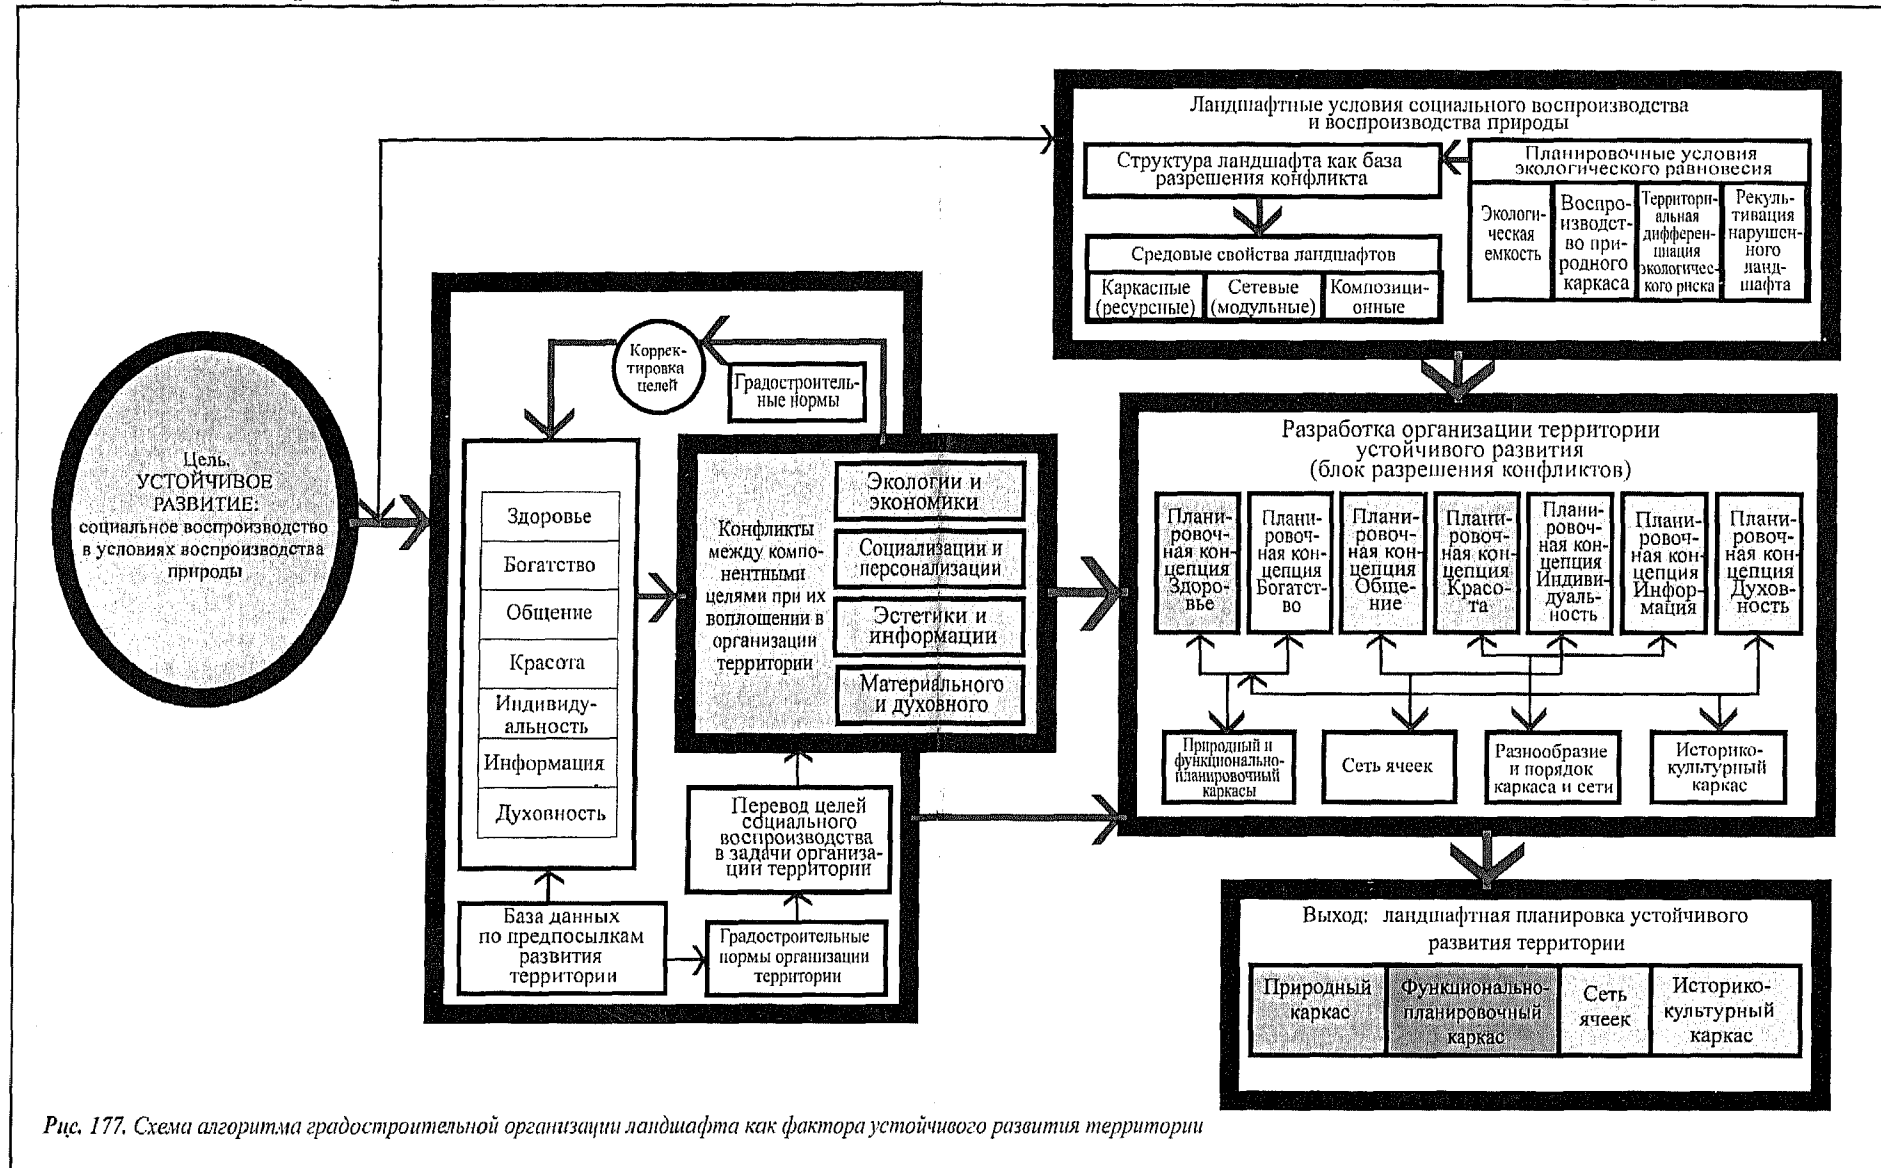 Цель.
УСТОЙЧИВОЕ
РАЗВИТИЕ:
социальное воспроизводство
в условиях воспроизводства
природы
Коррек-
тировка
целей
Градостроитель-
ные нормы
Здоровье
Богатство
Общение
Красота
Индивиду-
альность
Информация
Духовность
База данных
по предпосылкам
развития
территории
Градостроительные
нормы организации
территории
Перевод целей
социального
воспроизводства
в задачи организа-
ции территории
Конфликты
между компо-
нентными
целями при их
воплощении в
организации
территории
Экологии и
экономики
Социализации и
персонализации
Эстетики и
информации
Материального
и духовного
Ландшафтные условия социального воспроизводства
и воспроизводства природы
Структура ландшафта как база
разрешения конфликта
Средовые свойства ландшафтов
Каркасные
(ресурсные)
Сетевые
(модульные)
Композици-
онные
Планировочные условия
экологического равновесия
Экологи-
ческая
емкость
Воспро-
изводст-
во при-
родного
каркаса
Территори-
альная
дифферен-
циация
экологичес-
кого риска
Рекуль-
тивация
нарушен-
ного
ланд-
шафта
Разработка организации территории
устойчивого развития
(блок разрешения конфликтов)
Плани-
ровоч-
ная кон-
цепция
Здоро-
вье
Плани-
ровоч-
ная кон-
цепция
Богатст-
во
Плани-
ровоч-
ная кон-
цепция
Обще-
ние
Плани-
ровоч-
ная кон-
цепция
Красо-
та
Плани-
ровоч-
ная кон-
цепция
Индиви-
дуаль-
ность
Плани-
ровоч-
ная кон-
цепция
Инфор-
мация
Плани-
ровоч-
ная кон-
цепция
Духов-
ность
Природный и
функционально-
планировочный
каркасы
Сеть ячеек
Разнообразие
и порядок
каркаса и сети
Историко-
культурный
каркас
Выход: ландшафтная планировка устойчивого
развития территории
Природный
каркас
Функционально-
планировочный
каркас
Сеть
ячеек
Историко-
культурный
каркас
Рис. 177. Схема алгоритма градостроительной организации ландшафта как фактора устойчивого развития территории